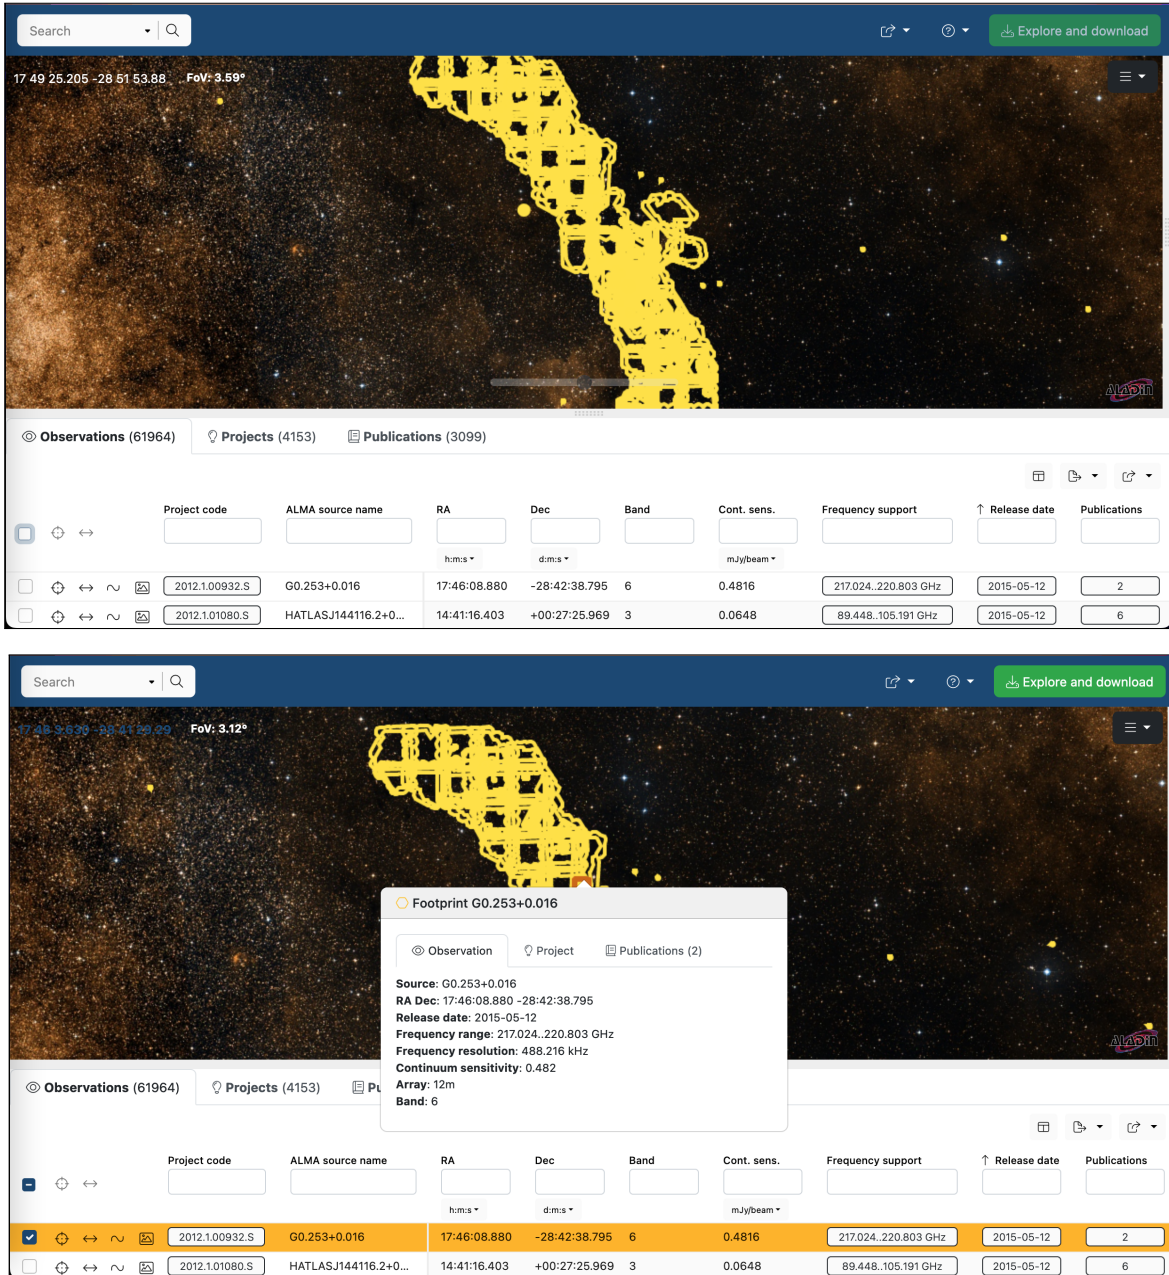 Search
Explore and download
17 49 25.205 -28 51 53.88 FoV: 3.59°
ALADIN
Observations (61964) Projects (4153) Publications (3099)
Project code ALMA source name RA Dec Band Cont. sens. Frequency support ↑ Release date Publications
h:m:s d:m:s mJy/beam
2012.1.00932.S G0.253+0.016 17:46:08.880 -28:42:38.795 6 0.4816 217.024..220.803 GHz 2015-05-12 2
2012.1.01080.S HATLASJ144116.2+0... 14:41:16.403 +00:27:25.969 3 0.0648 89.448..105.191 GHz 2015-05-12 6
Search
Explore and download
FoV: 3.12°
Footprint G0.253+0.016
Observation Project Publications (2)
Source: G0.253+0.016
RA Dec: 17:46:08.880 -28:42:38.795
Release date: 2015-05-12
Frequency range: 217.024..220.803 GHz
Frequency resolution: 488.216 kHz
Continuum sensitivity: 0.482
Array: 12m
Band: 6
ALADIN
Observations (61964) Projects (4153) Pu
Project code ALMA source name RA Dec Band Cont. sens. Frequency support ↑ Release date Publications
h:m:s d:m:s mJy/beam
2012.1.00932.S G0.253+0.016 17:46:08.880 -28:42:38.795 6 0.4816 217.024..220.803 GHz 2015-05-12 2
2012.1.01080.S HATLASJ144116.2+0... 14:41:16.403 +00:27:25.969 3 0.0648 89.448..105.191 GHz 2015-05-12 6